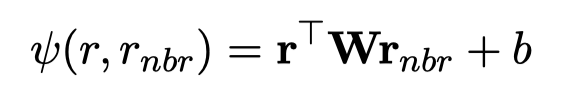 ψ(r, r_{nbr}) = 𝐫^⊤𝐖𝐫_{nbr} + b